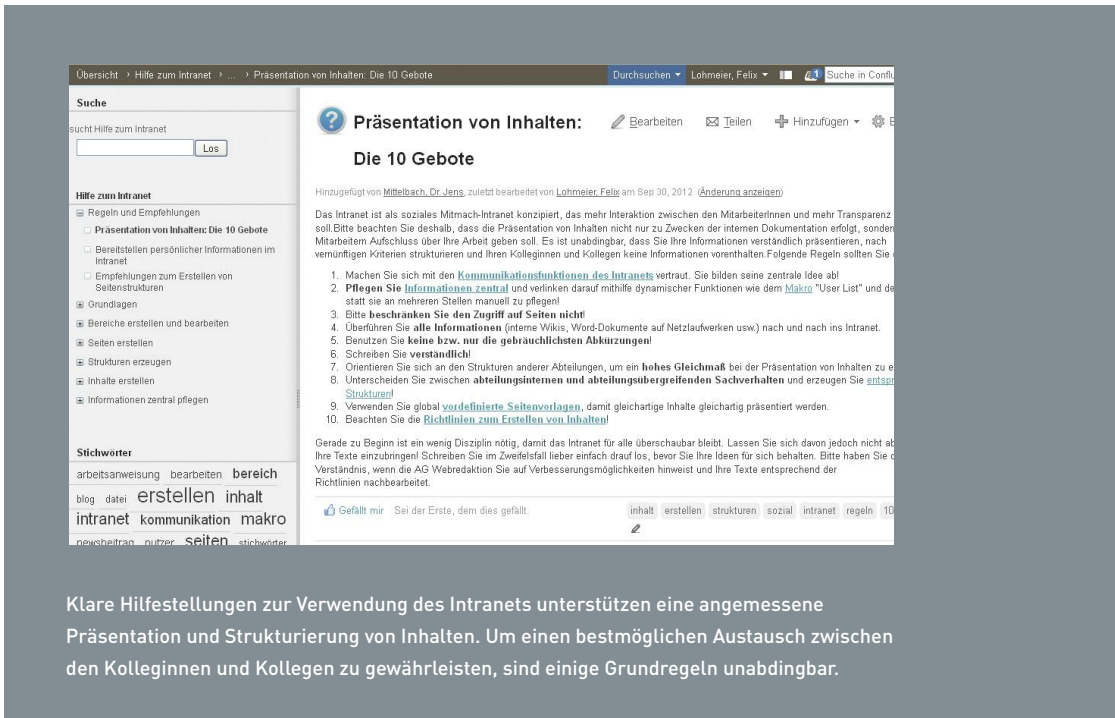 Übersicht › Hilfe zum Intranet › ... › Präsentation von Inhalten: Die 10 Gebote
Durchsuchen Lohmeier, Felix 1 Suche in Conflu
Suche
sucht Hilfe zum Intranet
Los
Hilfe zum Intranet
Regeln und Empfehlungen
Präsentation von Inhalten: Die 10 Gebote
Bereitstellen persönlicher Informationen im
Intranet
Empfehlungen zum Erstellen von
Seitenstrukturen
Grundlagen
Bereiche erstellen und bearbeiten
Seiten erstellen
Strukturen erzeugen
Inhalte erstellen
Informationen zentral pflegen
Stichwörter
arbeitsanweisung bearbeiten bereich
blog datei erstellen inhalt
intranet kommunikation makro
newsbeitrag nutzer seiten stichwörter
Präsentation von Inhalten:
Die 10 Gebote
Bearbeiten Teilen Hinzufügen
Hinzugefügt von Mittelbach, Dr. Jens, zuletzt bearbeitet von Lohmeier, Felix am Sep 30, 2012 (Änderung anzeigen)
Das Intranet ist als soziales Mitmach-Intranet konzipiert, das mehr Interaktion zwischen den MitarbeiterInnen und mehr Transparenz
soll.Bitte beachten Sie deshalb, dass die Präsentation von Inhalten nicht nur zu Zwecken der internen Dokumentation erfolgt, sondern
Mitarbeitern Aufschluss über Ihre Arbeit geben soll. Es ist unabdingbar, dass Sie Ihre Informationen verständlich präsentieren, nach
vernünftigen Kriterien strukturieren und Ihren Kolleginnen und Kollegen keine Informationen vorenthalten.Folgende Regeln sollten Sie
1. Machen Sie sich mit den Kommunikationsfunktionen des Intranets vertraut. Sie bilden seine zentrale Idee ab!
2. Pflegen Sie Informationen zentral und verlinken darauf mithilfe dynamischer Funktionen wie dem Makro "User List" und de
statt sie an mehreren Stellen manuell zu pflegen!
3. Bitte beschränken Sie den Zugriff auf Seiten nicht!
4. Überführen Sie alle Informationen (interne Wikis, Word-Dokumente auf Netzlaufwerken usw.) nach und nach ins Intranet.
5. Benutzen Sie keine bzw. nur die gebräuchlichsten Abkürzungen!
6. Schreiben Sie verständlich!
7. Orientieren Sie sich an den Strukturen anderer Abteilungen, um ein hohes Gleichmaß bei der Präsentation von Inhalten zu e
8. Unterscheiden Sie zwischen abteilungsinternen und abteilungsübergreifenden Sachverhalten und erzeugen Sie entspr
Strukturen!
9. Verwenden Sie global vordefinierte Seitenvorlagen, damit gleichartige Inhalte gleichartig präsentiert werden.
10. Beachten Sie die Richtlinien zum Erstellen von Inhalten!
Gerade zu Beginn ist ein wenig Disziplin nötig, damit das Intranet für alle überschaubar bleibt. Lassen Sie sich davon jedoch nicht ab
Ihre Texte einzubringen! Schreiben Sie im Zweifelsfall lieber einfach drauf los, bevor Sie Ihre Ideen für sich behalten. Bitte haben Sie
Verständnis, wenn die AG Webredaktion Sie auf Verbesserungsmöglichkeiten hinweist und Ihre Texte entsprechend der
Richtlinien nachbearbeitet.
Gefällt mir Sei der Erste, dem dies gefällt.
inhalt erstellen strukturen sozial intranet regeln 10
Klare Hilfestellungen zur Verwendung des Intranets unterstützen eine angemessene
Präsentation und Strukturierung von Inhalten. Um einen bestmöglichen Austausch zwischen
den Kolleginnen und Kollegen zu gewährleisten, sind einige Grundregeln unabdingbar.